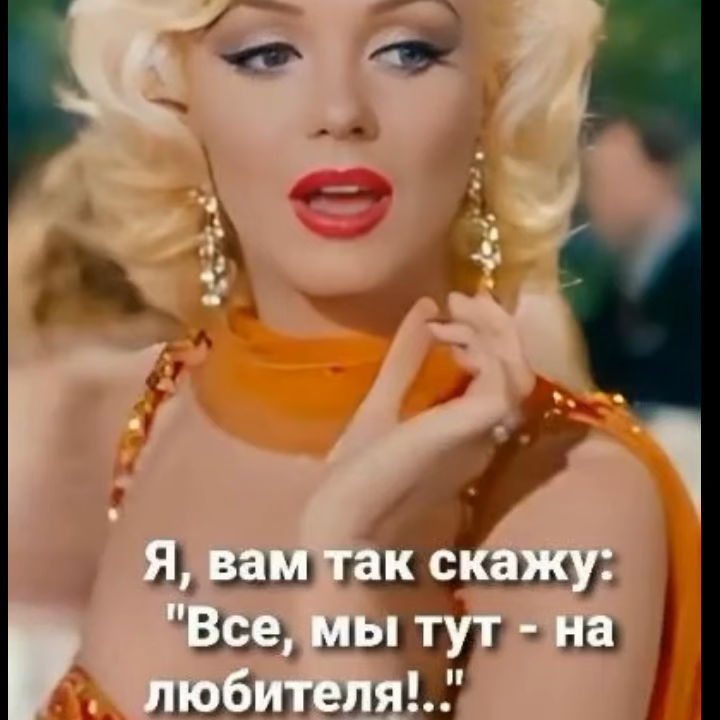 Я, вам так скажу:
"Все, мы тут - на
любителя!.."